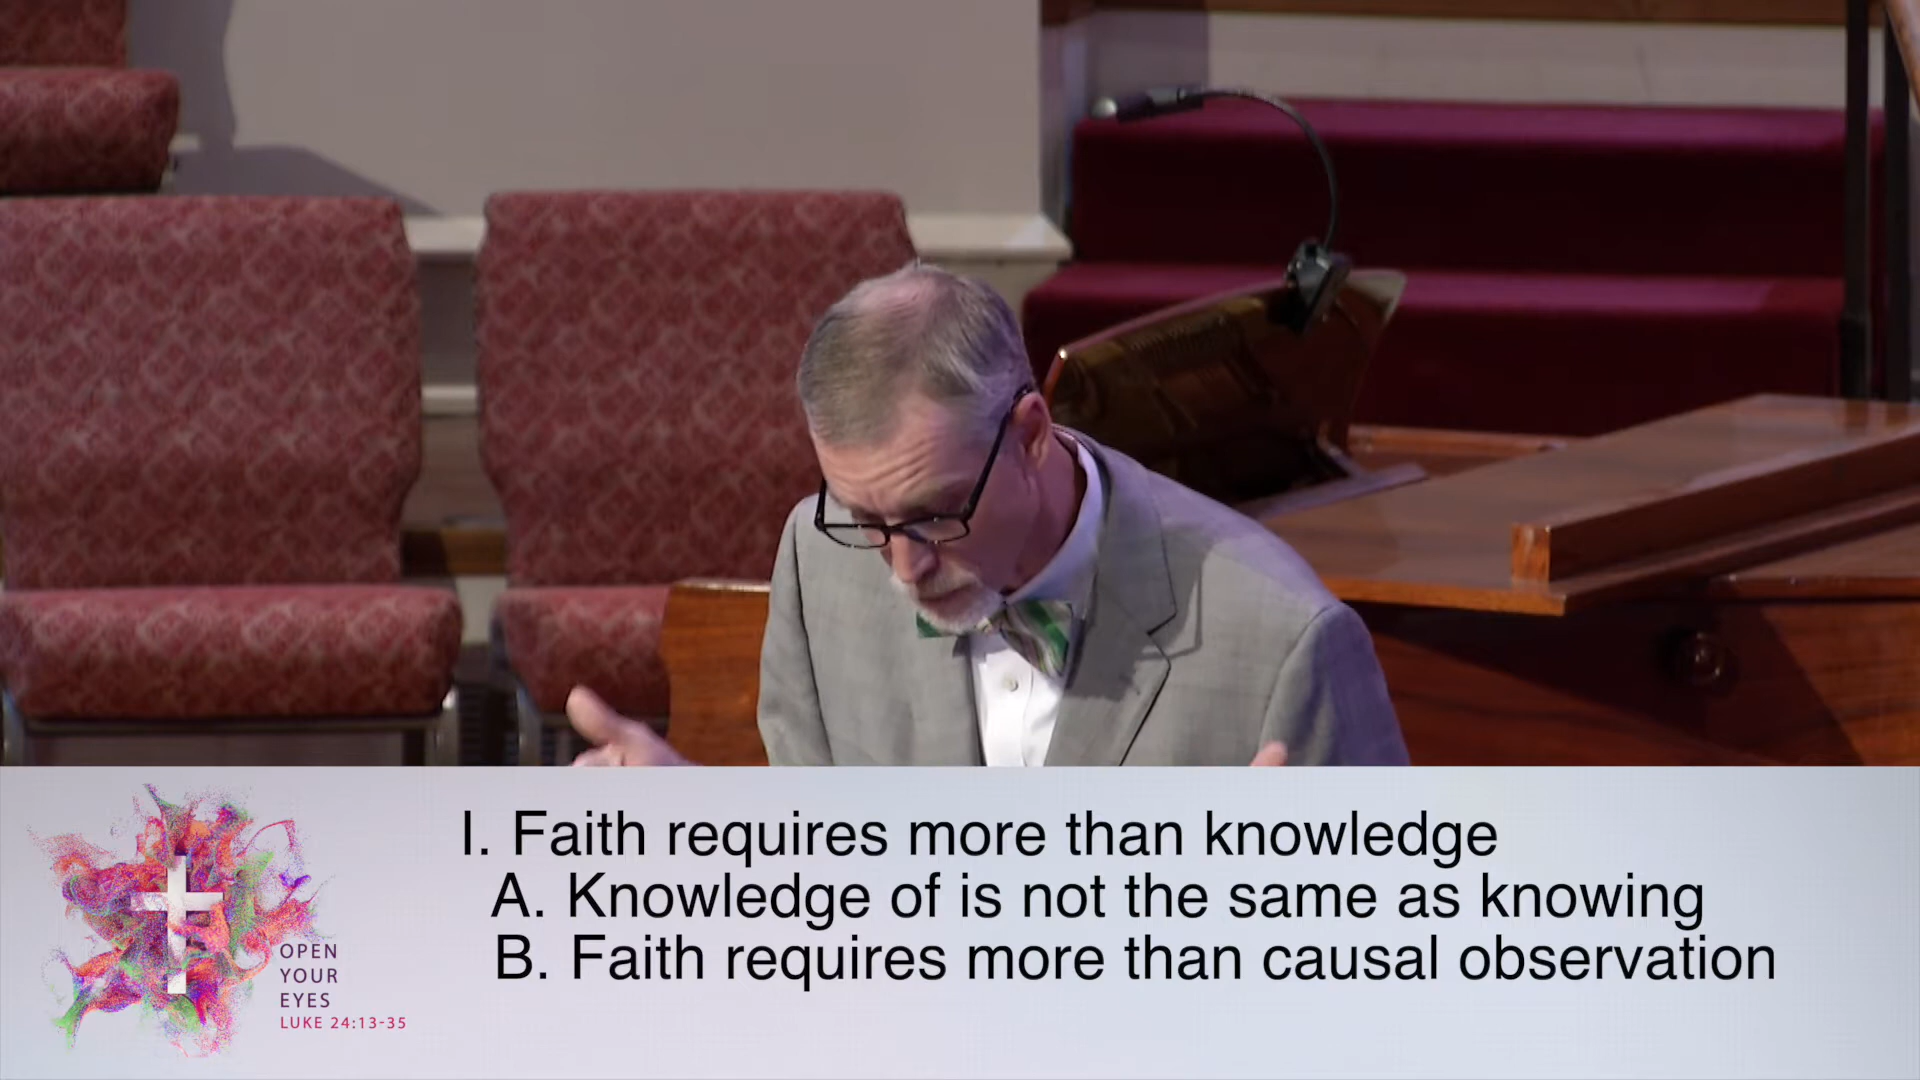 I. Faith requires more than knowledge
A. Knowledge of is not the same as knowing
B. Faith requires more than causal observation
OPEN
YOUR
EYES
LUKE 24:13-35